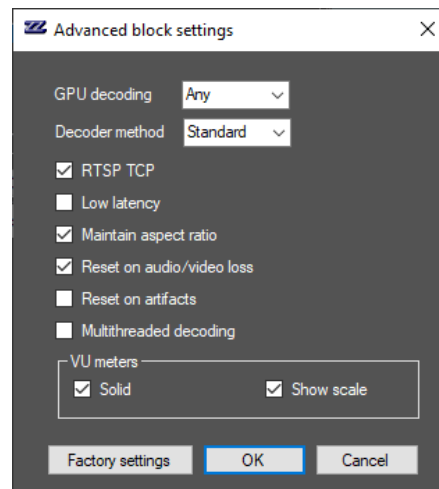 Advanced block settings
GPU decoding Any
Decoder method Standard
RTSP TCP
Low latency
Maintain aspect ratio
Reset on audio/video loss
Reset on artifacts
Multithreaded decoding
VU meters
Solid Show scale
Factory settings OK Cancel